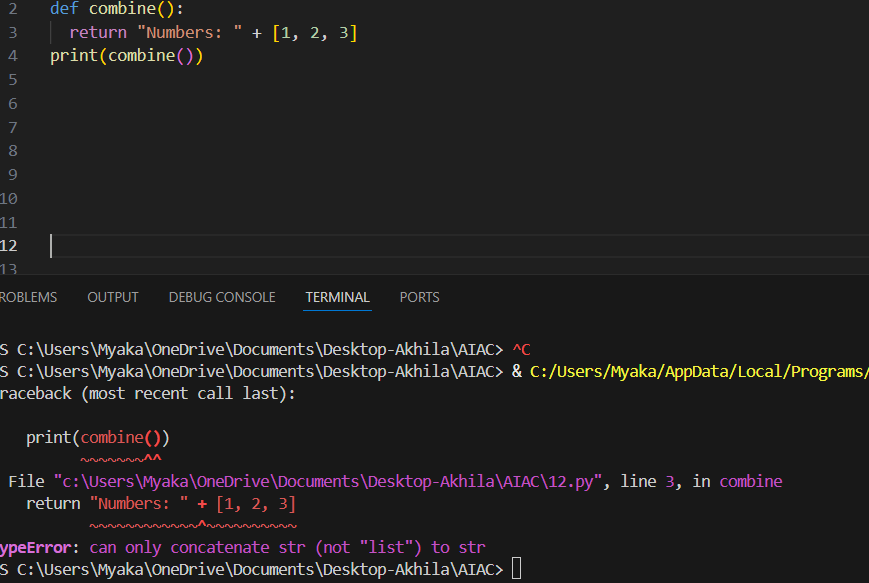 2 def combine():
3 return "Numbers: " + [1, 2, 3]
4 print(combine())
5
6
7
8
9
10
11
12
13
ROBLEMS OUTPUT DEBUG CONSOLE TERMINAL PORTS
S C:\Users\Myaka\OneDrive\Documents\Desktop-Akhila\AIAC> ^C
S C:\Users\Myaka\OneDrive\Documents\Desktop-Akhila\AIAC> & C:/Users/Myaka/AppData/Local/Programs/
raceback (most recent call last):
print(combine())
~~~~~~~^^
File "c:\Users\Myaka\OneDrive\Documents\Desktop-Akhila\AIAC\12.py", line 3, in combine
return "Numbers: " + [1, 2, 3]
~~~~~~~~~~~~^~~~~~~~~~~
ypeError: can only concatenate str (not "list") to str
S C:\Users\Myaka\OneDrive\Documents\Desktop-Akhila\AIAC>